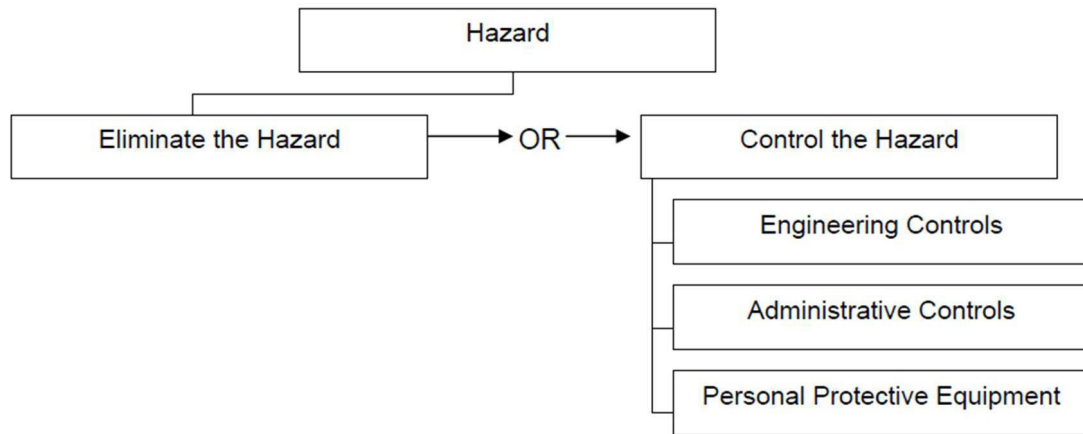 Hazard
Eliminate the Hazard
OR
Control the Hazard
Engineering Controls
Administrative Controls
Personal Protective Equipment